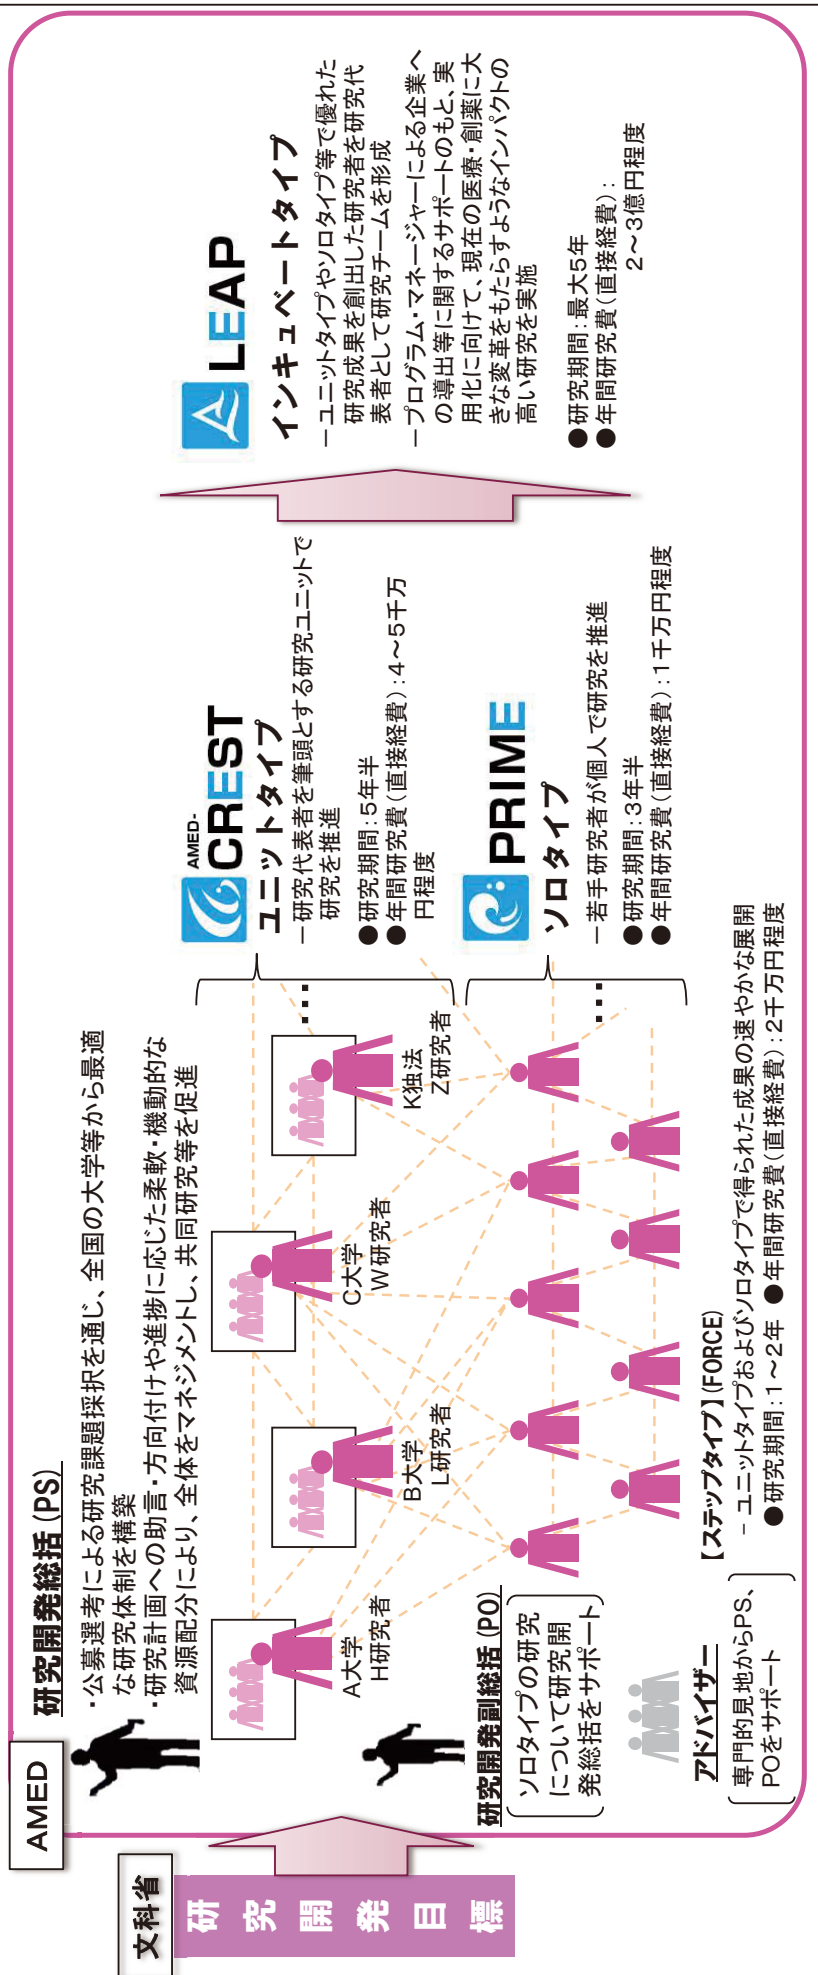 文科省
研究開発目標
AMED
研究開発総括(PS)
・公募選考による研究課題採択を通じ、全国の大学等から最適
な研究体制を構築
・研究計画への助言・方向付けや進捗に応じた柔軟・機動的な
資源配分により、全体をマネジメントし、共同研究等を促進
A大学
H研究者
B大学
L研究者
C大学
W研究者
K独法
Z研究者
…
…
研究開発副総括(PO)
ソロタイプの研究
について研究開
発総括をサポート
アドバイザー
専門的見地からPS、
POをサポート
【ステップタイプ】(FORCE)
－ユニットタイプおよびソロタイプで得られた成果の速やかな展開
●研究期間：1～2年 ●年間研究費(直接経費)：2千万円程度
AMED-
CREST
ユニットタイプ
－研究代表者を筆頭とする研究ユニットで
研究を推進
●研究期間：5年半
●年間研究費(直接経費)：4～5千万
円程度
PRIME
ソロタイプ
－若手研究者が個人で研究を推進
●研究期間：3年半
●年間研究費(直接経費)：1千万円程度
LEAP
インキュベートタイプ
－ユニットタイプやソロタイプ等で優れた
研究成果を創出した研究者を研究代
表者として研究チームを形成
－プログラム・マネージャーによる企業へ
の導出等に関するサポートのもと、実
用化に向けて、現在の医療・創薬に大
きな変革をもたらすようなインパクトの
高い研究を実施
●研究期間：最大5年
●年間研究費(直接経費)：
2～3億円程度